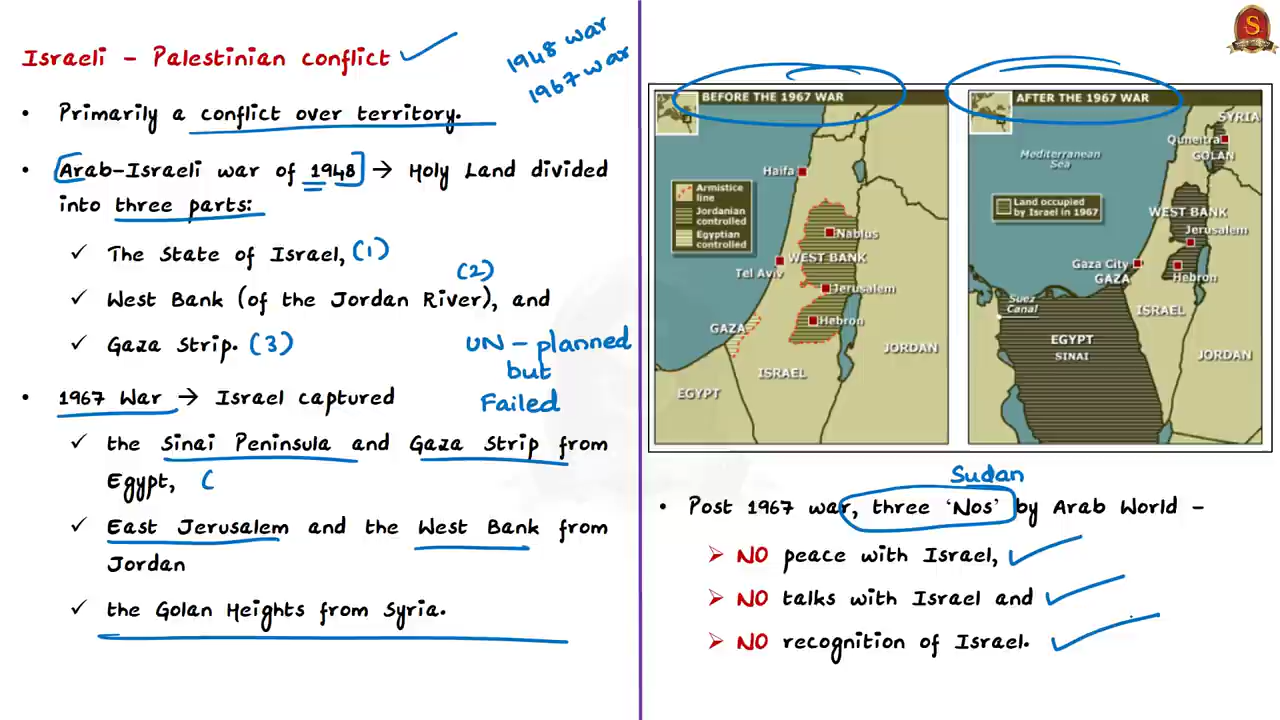 Israeli - Palestinian conflict
1948 war
1967 war
• Primarily a conflict over territory.
• Arab-Israeli war of 1948 → Holy Land divided
into three parts:
✓ The State of Israel, (1)
(2)
✓ West Bank (of the Jordan River), and
✓ Gaza Strip. (3)
UN - planned
but
Failed
• 1967 War → Israel captured
✓ the Sinai Peninsula and Gaza Strip from
Egypt, (
✓ East Jerusalem and the West Bank from
Jordan
✓ the Golan Heights from Syria.
BEFORE THE 1967 WAR
Haifa
Armistice
line
Jordanian
controlled
Egyptian
controlled
Nablus
WEST BANK
Tel Aviv
Jerusalem
Hebron
GAZA
JORDAN
ISRAEL
EGYPT
AFTER THE 1967 WAR
SYRIA
Quneitra
GOLAN
Mediterranean
Sea
Land occupied
by Israel in 1967
WEST BANK
Jerusalem
Gaza City
GAZA
Hebron
Suez
Canal
ISRAEL
EGYPT
SINAI
JORDAN
Sudan
• Post 1967 war, three ‘Nos’ by Arab World -
➢ NO peace with Israel,
➢ NO talks with Israel and
➢ NO recognition of Israel.